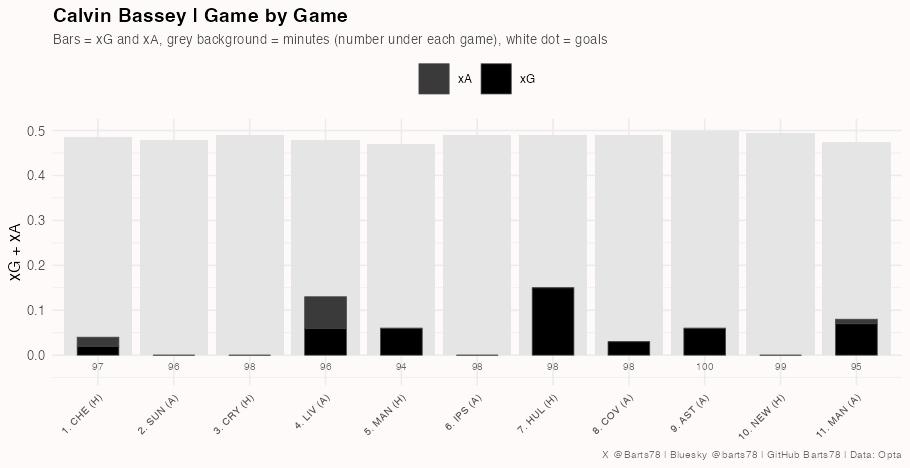 Calvin Bassey | Game by Game
Bars = xG and xA, grey background = minutes (number under each game), white dot = goals
xA xG
xG + xA
0.5
0.4
0.3
0.2
0.1
0.0
97 96 98 96 94 98 98 98 100 99 95
1. CHE (H) 2. SUN (A) 3. CRY (H) 4. LIV (A) 5. MAN (H) 6. IPS (A) 7. HUL (H) 8. COV (A) 9. AST (A) 10. NEW (H) 11. MAN (A)
X @Barts78 | Bluesky @barts78 | GitHub Barts78 | Data: Opta